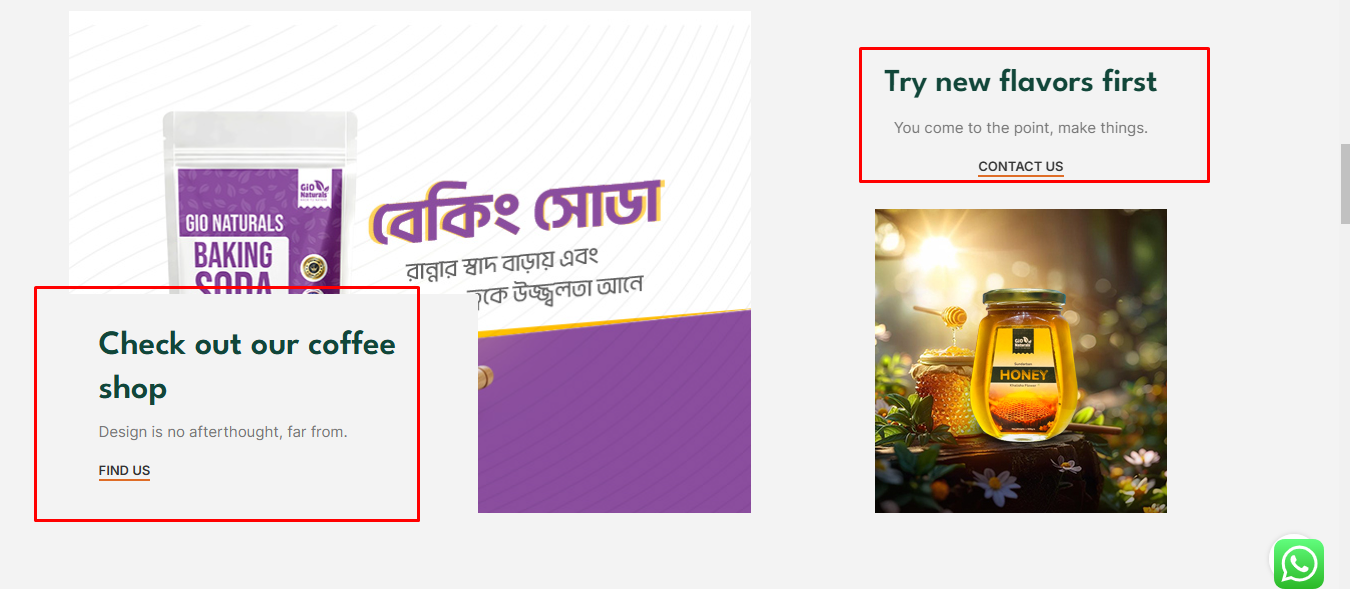 GiO
Naturals
GIO NATURALS
BAKING
SODA
বেকিং সোডা
রান্নার স্বাদ বাড়ায় এবং
ত্বকে উজ্জ্বলতা আনে
Check out our coffee
shop
Design is no afterthought, far from.
FIND US
Try new flavors first
You come to the point, make things.
CONTACT US
GiO
Naturals
HONEY